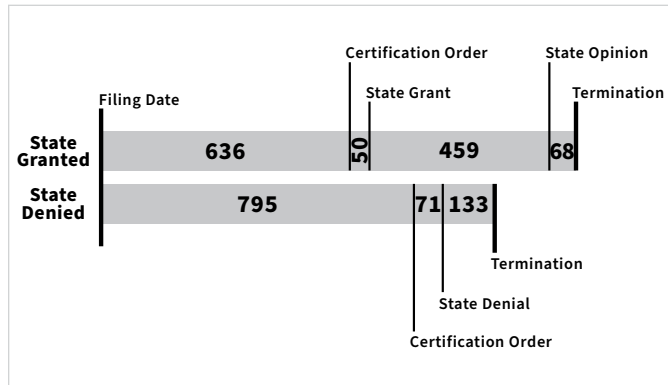 Certification Order
State Opinion
Filing Date
State Grant
Termination
State
Granted
636
50
459
68
State
Denied
795
71
133
Termination
State Denial
Certification Order